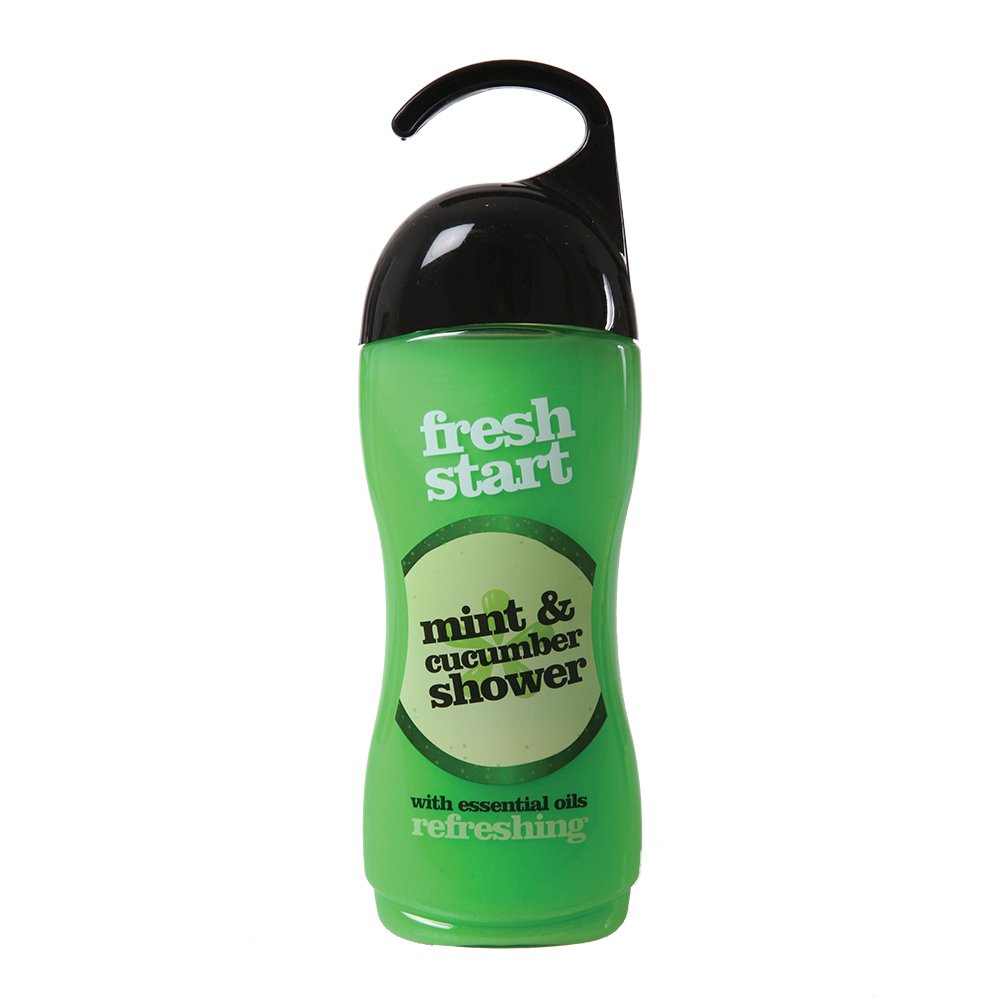 fresh
start
mint &
cucumber
shower
with essential oils
refreshing